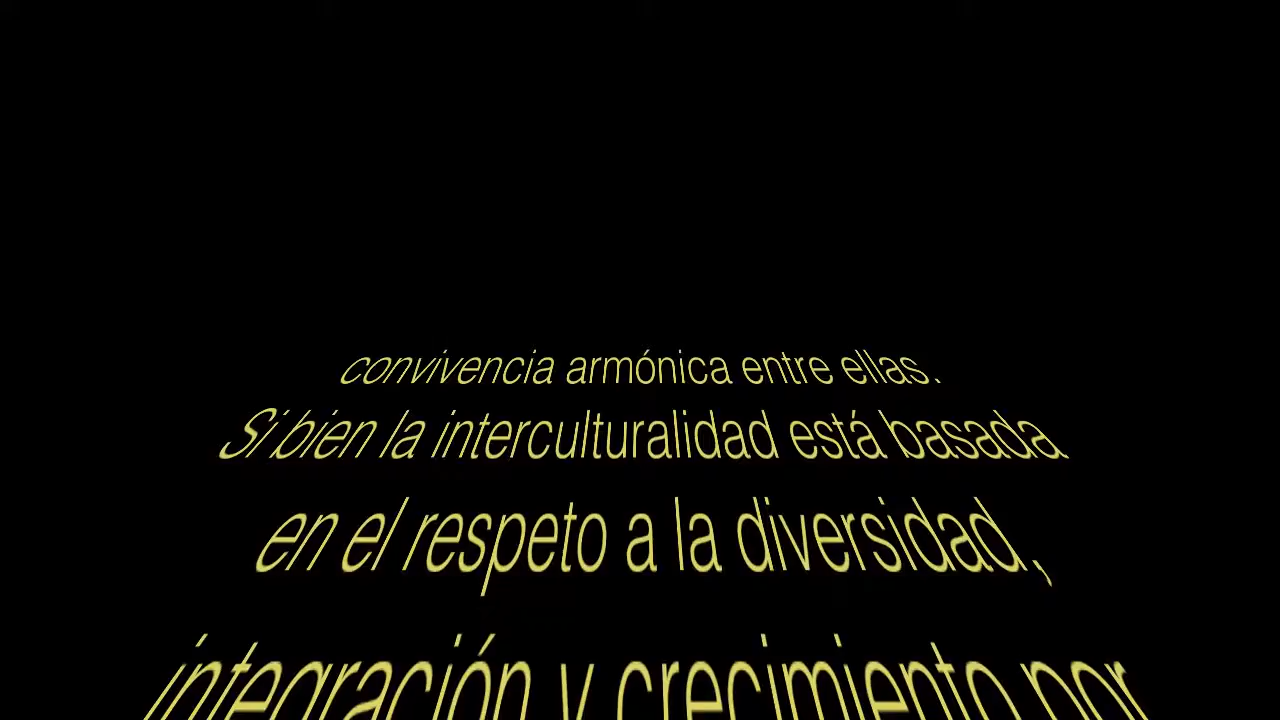 convivencia armónica entre ellas.
Si bien la interculturalidad está basada
en el respeto a la diversidad,
integración y crecimiento por